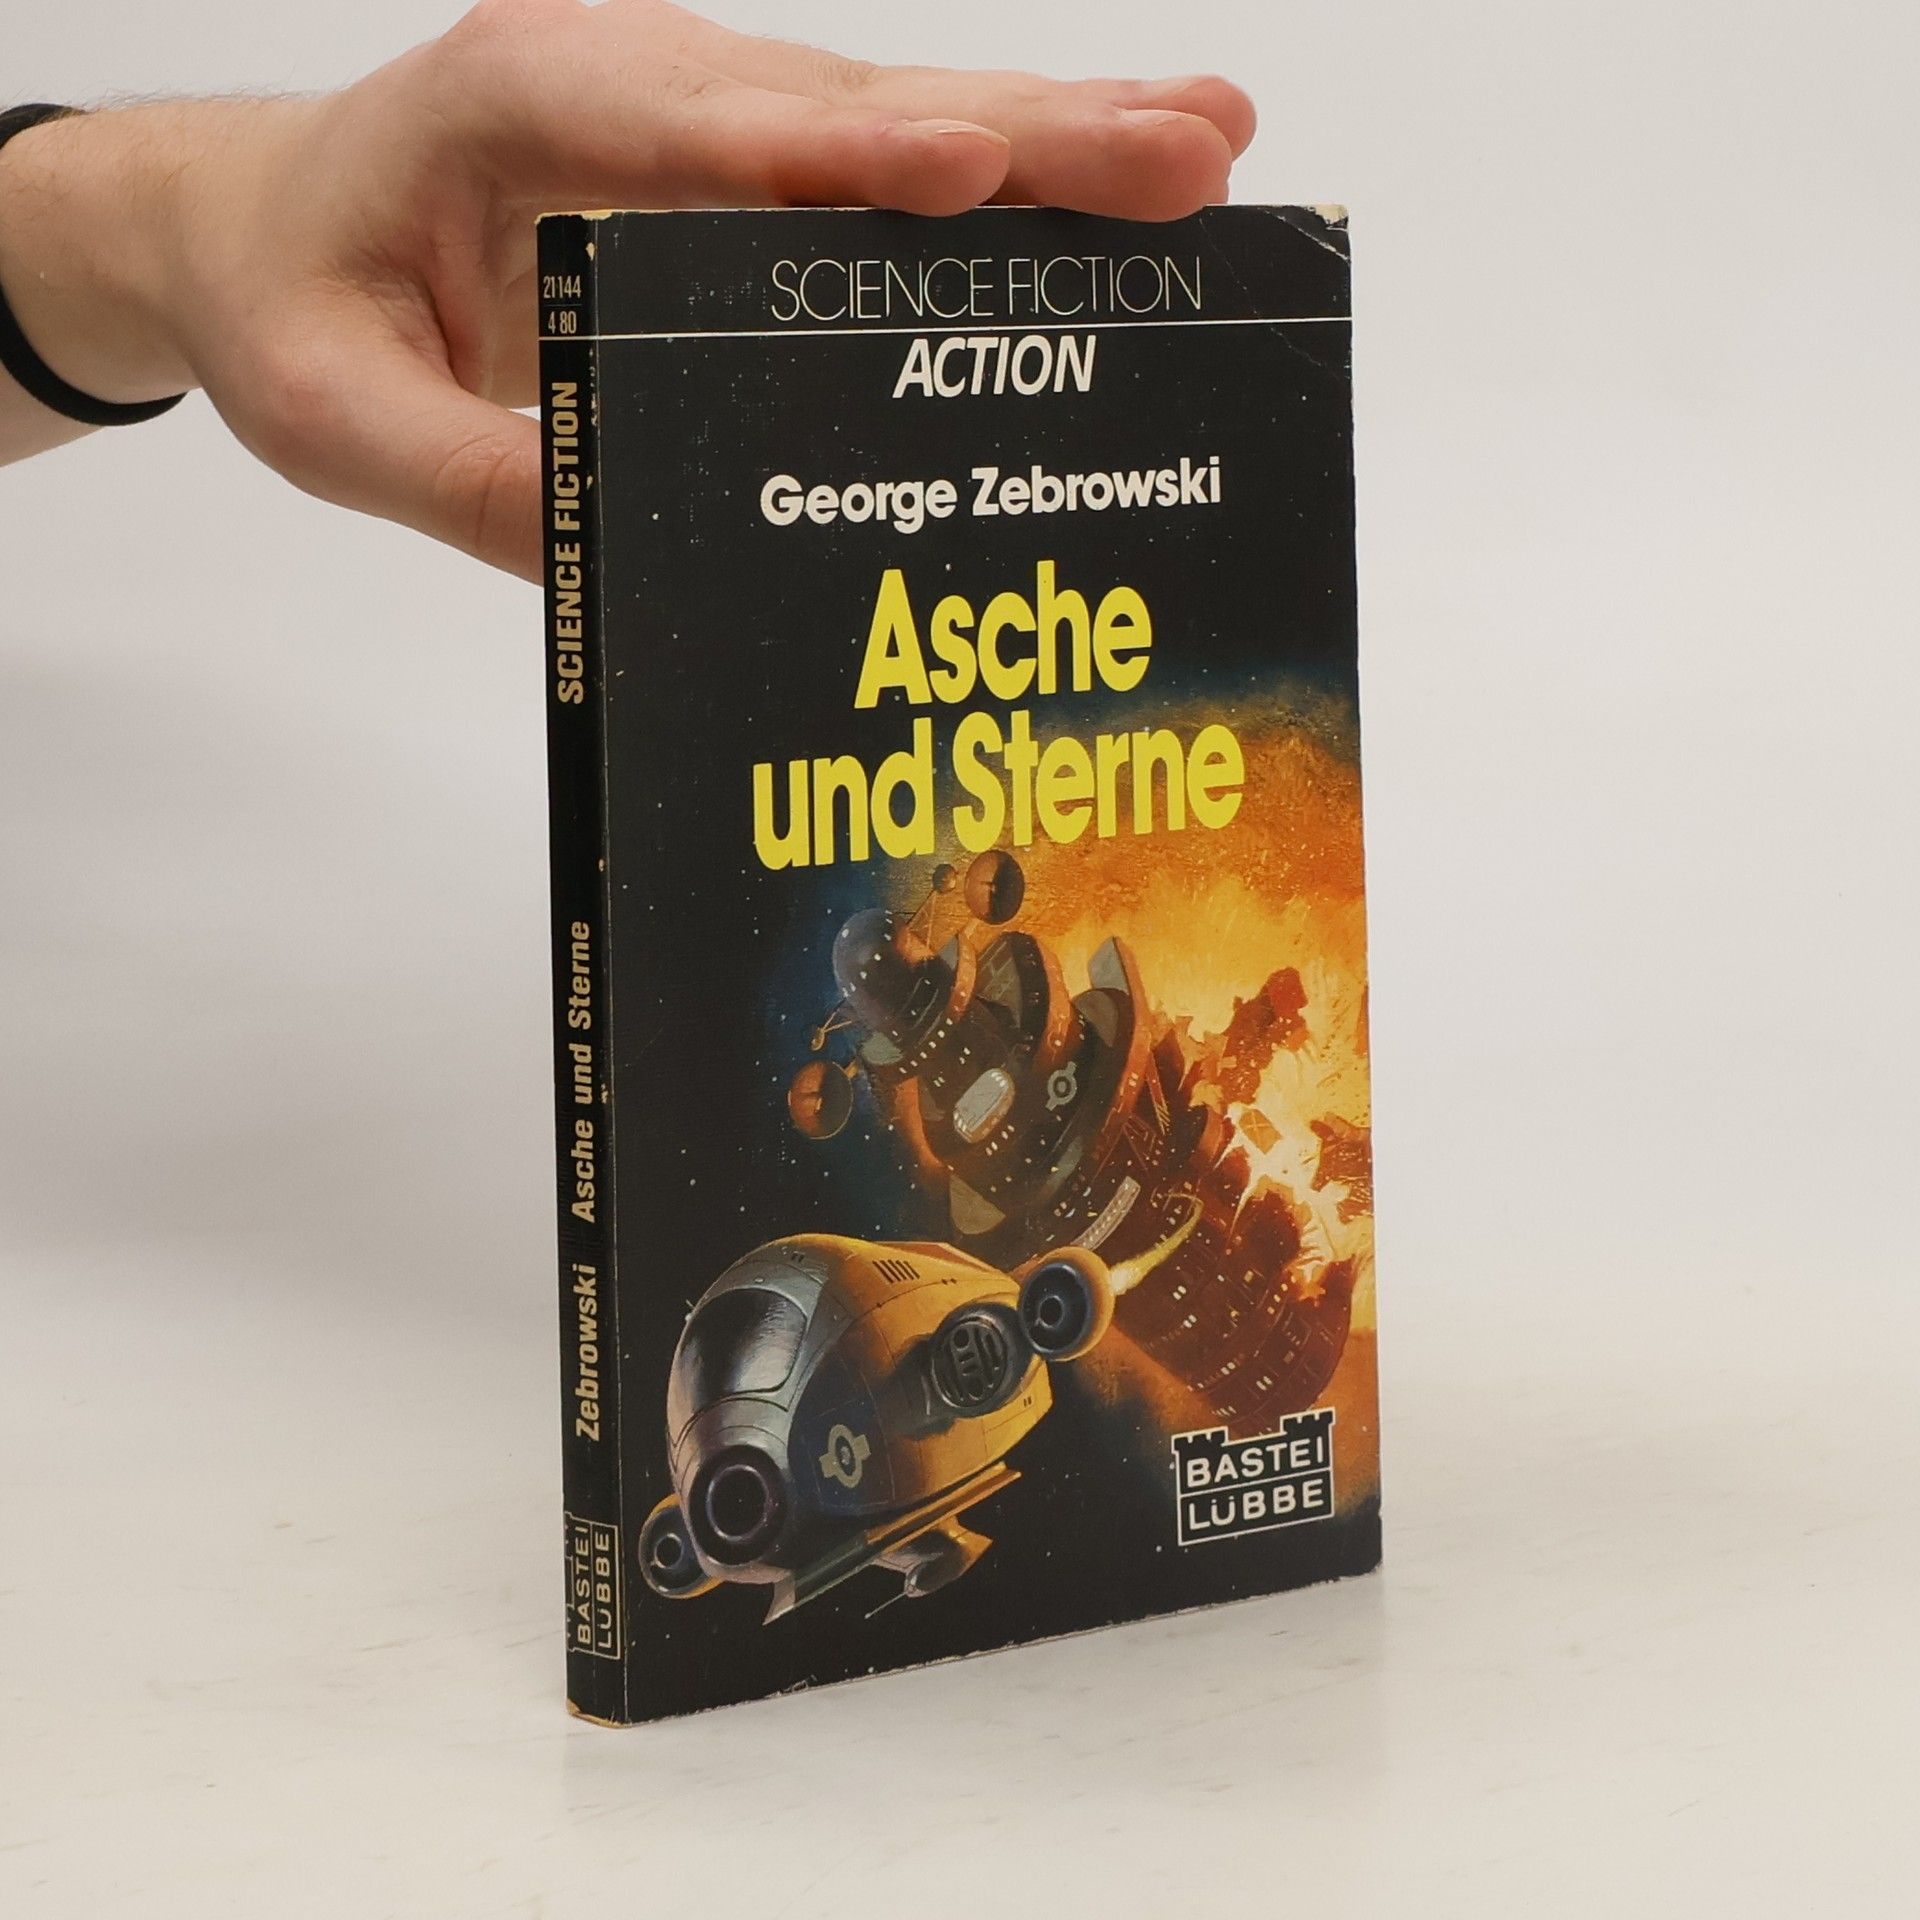 21144
4 80
SCIENCE FICTION
Zebrowski Asche und Sterne
BASTEI
LÜBBE
SCIENCE FICTION
ACTION
George Zebrowski
Asche
und Sterne
BASTEI
LÜBBE